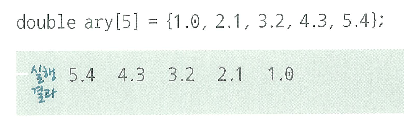 double ary[5] = {1.0, 2.1, 3.2, 4.3, 5.4};
실행
결과
5.4 4.3 3.2 2.1 1.0